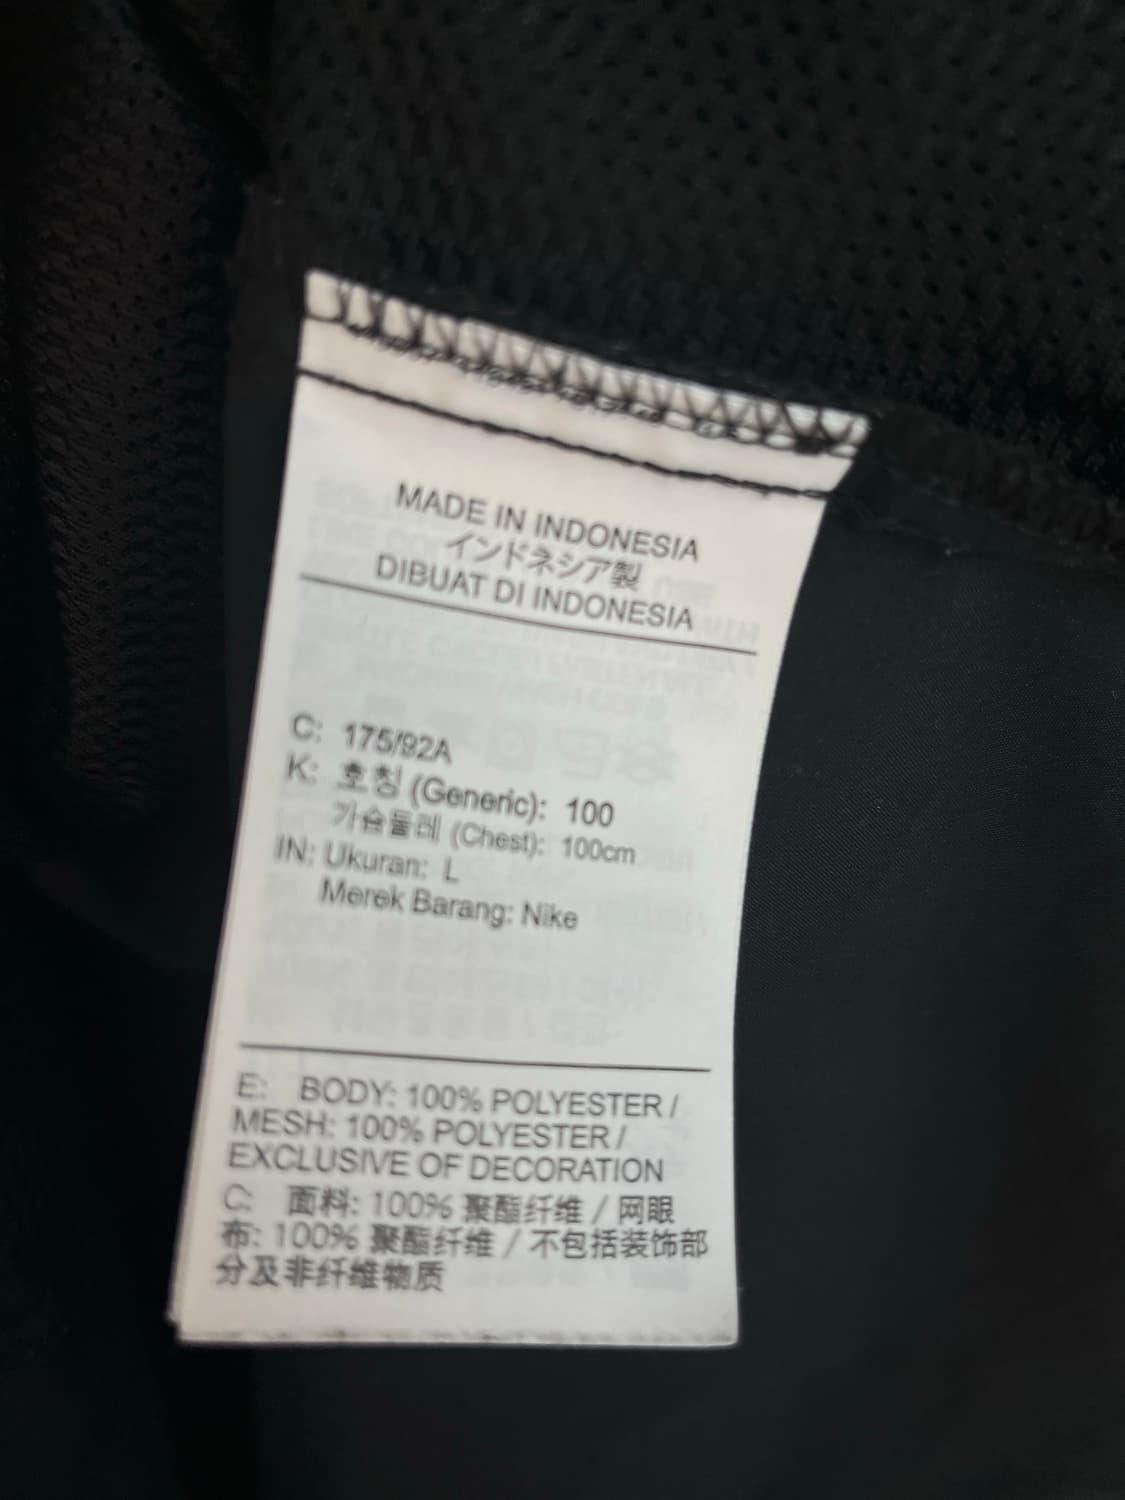 MADE IN INDONESIA
インドネシア製
DIBUAT DI INDONESIA
C: 175/92A
K: 호칭 (Generic): 100
가슴둘레 (Chest): 100cm
IN: Ukuran: L
Merek Barang: Nike
E: BODY: 100% POLYESTER /
MESH: 100% POLYESTER /
EXCLUSIVE OF DECORATION
C: 面料: 100% 聚酯纤维 / 网眼
布: 100% 聚酯纤维 / 不包括装饰部
分及非纤维物质